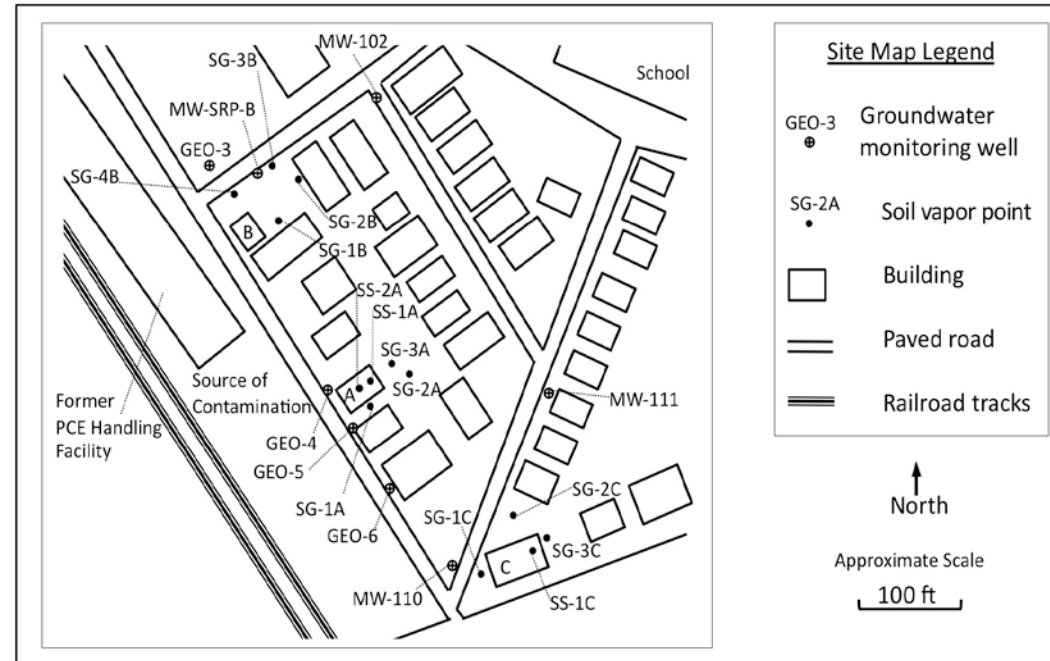 MW-102
SG-3B
School
MW-SRP-B
GEO-3
SG-4B
SG-2B
B
SG-1B
SS-2A
SS-1A
SG-3A
SG-2A
A
Source of
Contamination
MW-111
Former
PCE Handling
Facility
GEO-4
GEO-5
SG-1A
GEO-6
SG-1C
SG-2C
SG-3C
C
MW-110
SS-1C
Site Map Legend
GEO-3
Groundwater
monitoring well
SG-2A
Soil vapor point
Building
Paved road
Railroad tracks
North
Approximate Scale
100 ft